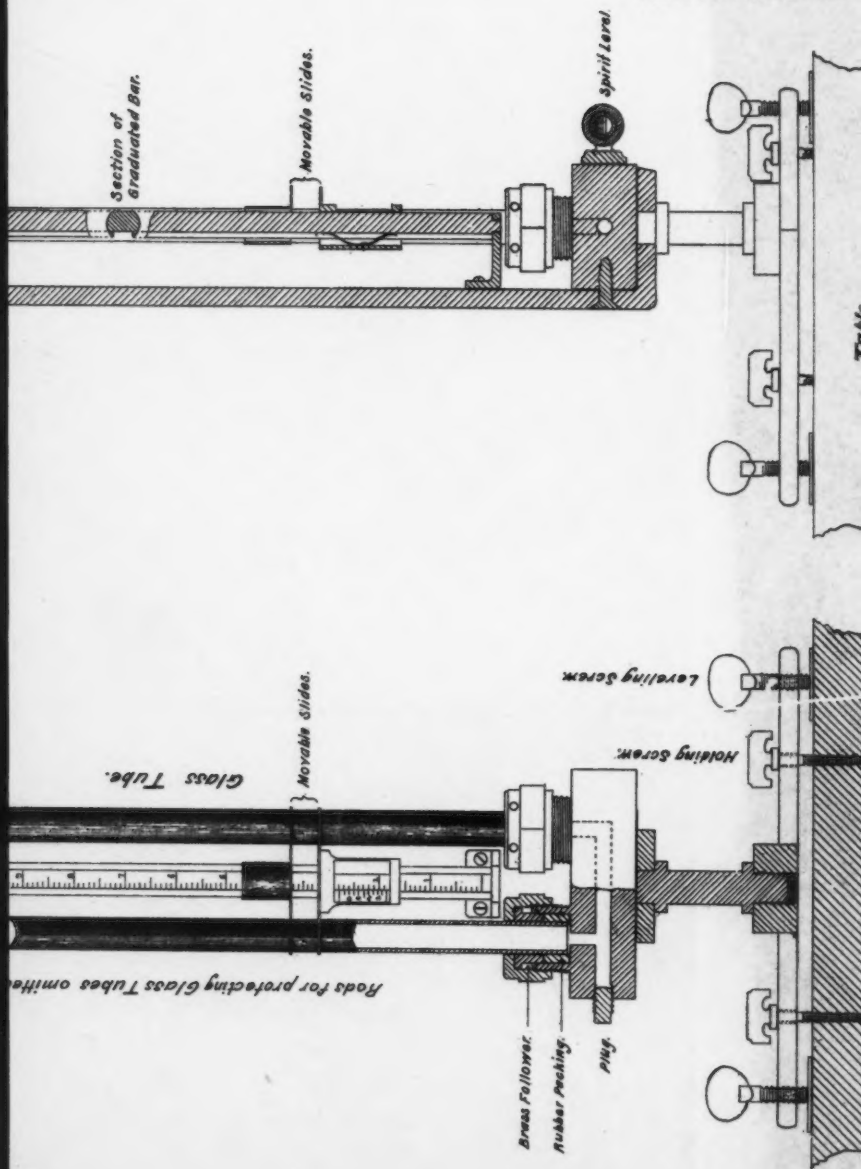 Section of
Graduated Bar.
Movable Slides.
Spirit Level.
Table
Glass Tube.
Movable Slides.
Rods for protecting Glass Tubes omitted
Leveling Screw.
Holding Screw.
Brass Follower.
Rubber Packing.
Plug.